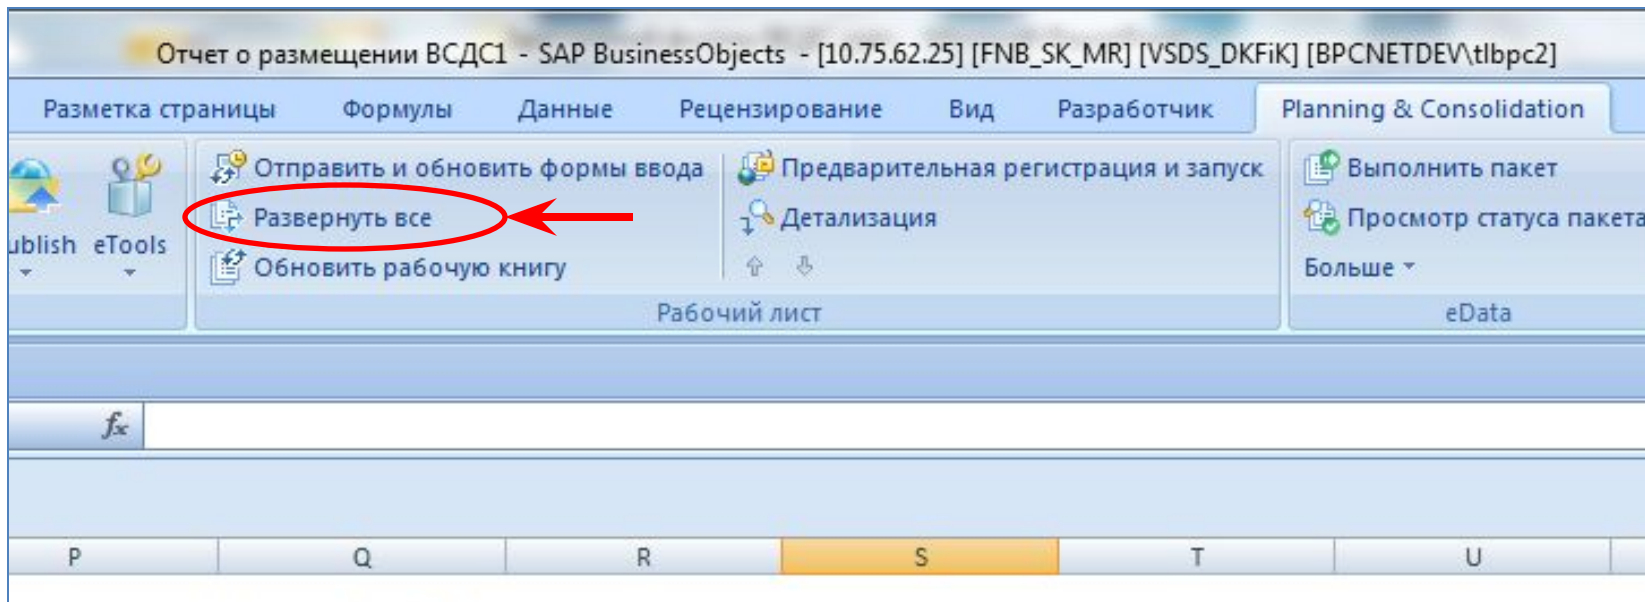 Отчет о размещении ВСДС1 - SAP BusinessObjects - [10.75.62.25] [FNB_SK_MR] [VSDS_DKFiK] [BPCNETDEV\tlbpc2]
Разметка страницы Формулы Данные Рецензирование Вид Разработчик Planning & Consolidation
Отправить и обновить формы ввода Предварительная регистрация и запуск Выполнить пакет
Развернуть все Детализация Просмотр статуса пакета
ublish eTools
Обновить рабочую книгу Больше
Рабочий лист eData
fx
P Q R S T U